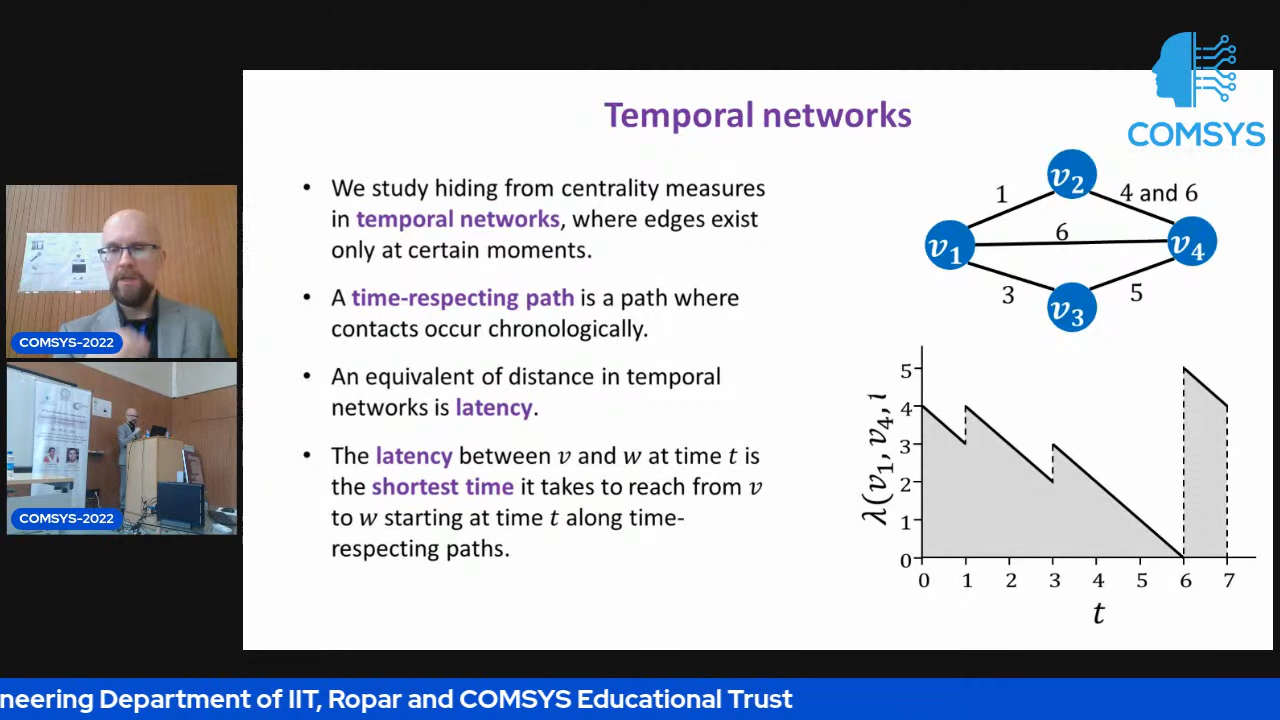 COMSYS
Temporal networks
• We study hiding from centrality measures
in temporal networks, where edges exist
only at certain moments.
• A time-respecting path is a path where
contacts occur chronologically.
• An equivalent of distance in temporal
networks is latency.
• The latency between v and w at time t is
the shortest time it takes to reach from v
to w starting at time t along time-
respecting paths.
v₂
1
4 and 6
v₁
6
v₄
3
5
v₃
λ(v₁, v₄, t
5
4
3
2
1
0
0 1 2 3 4 5 6 7
t
COMSYS-2022
COMSYS-2022
neering Department of IIT, Ropar and COMSYS Educational Trust